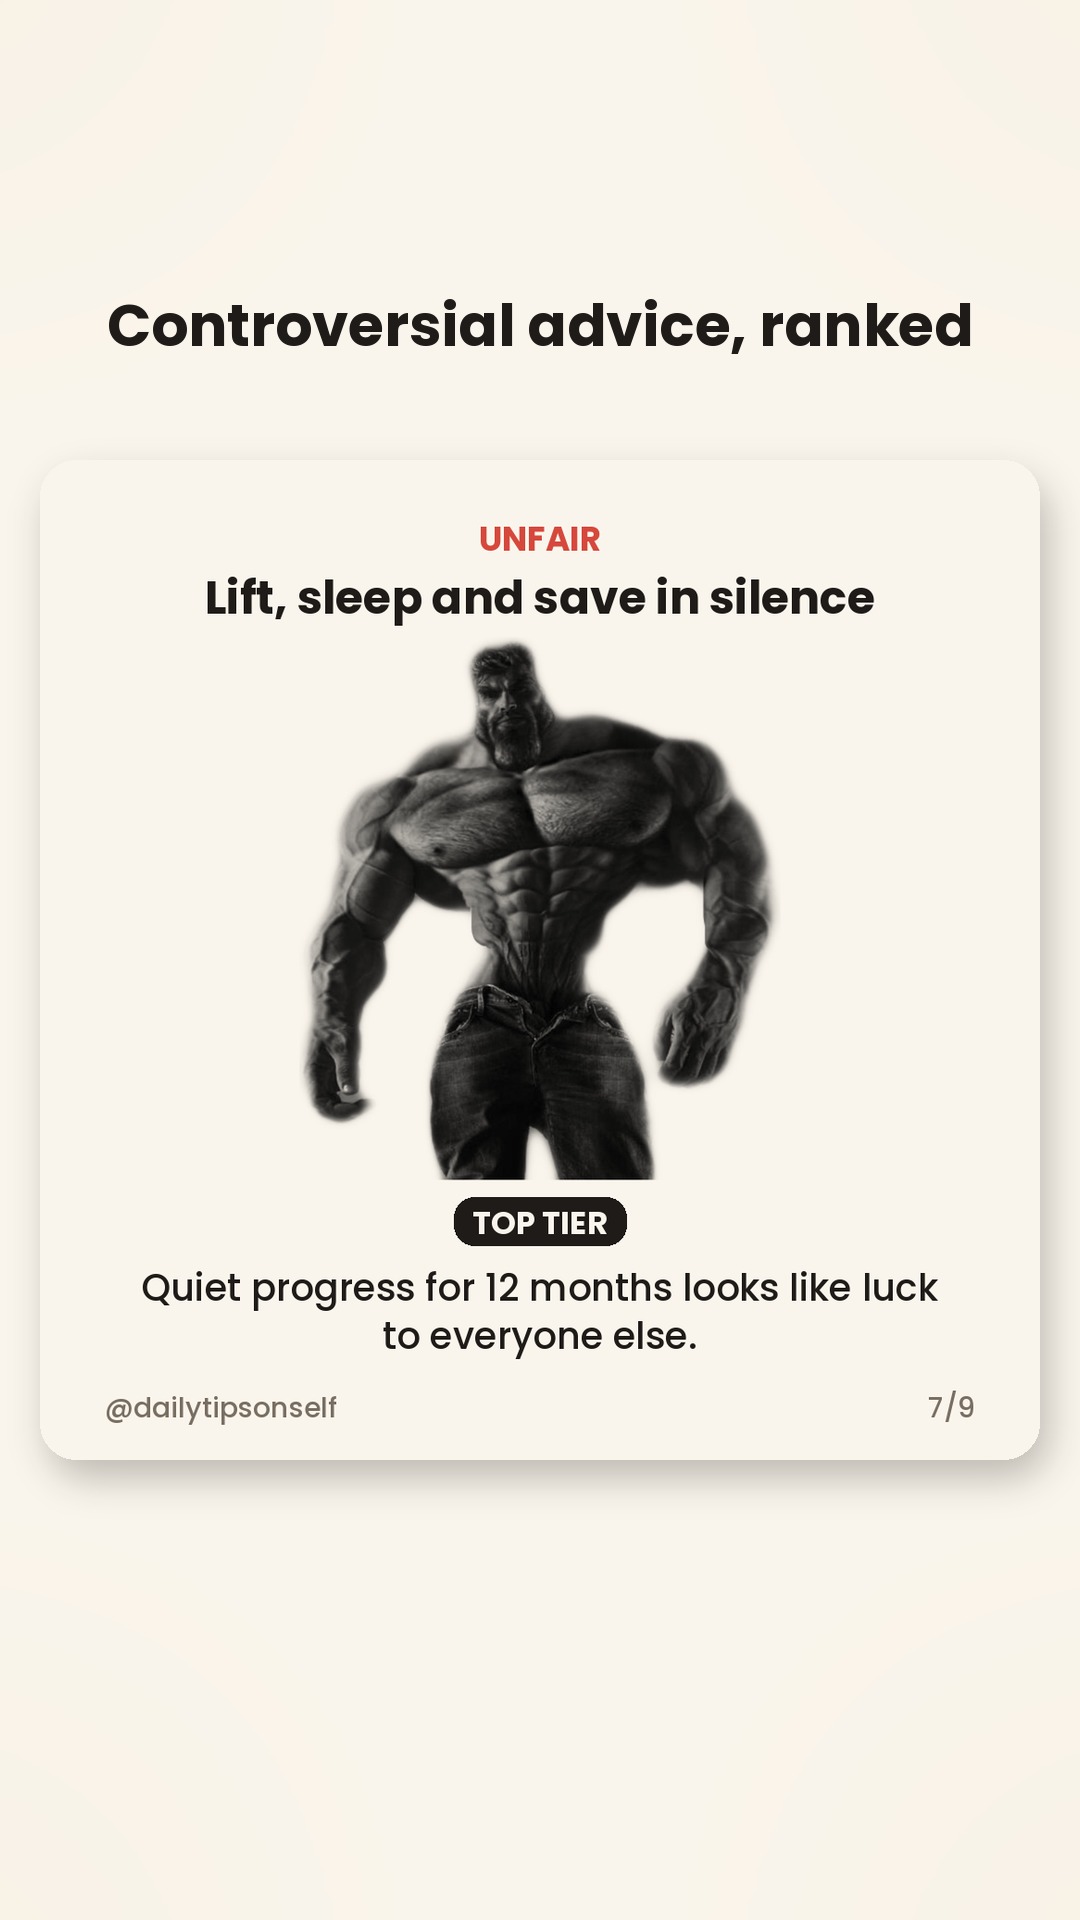 Controversial advice, ranked
UNFAIR
Lift, sleep and save in silence
TOP TIER
Quiet progress for 12 months looks like luck
to everyone else.
@dailytipsonself
7/9